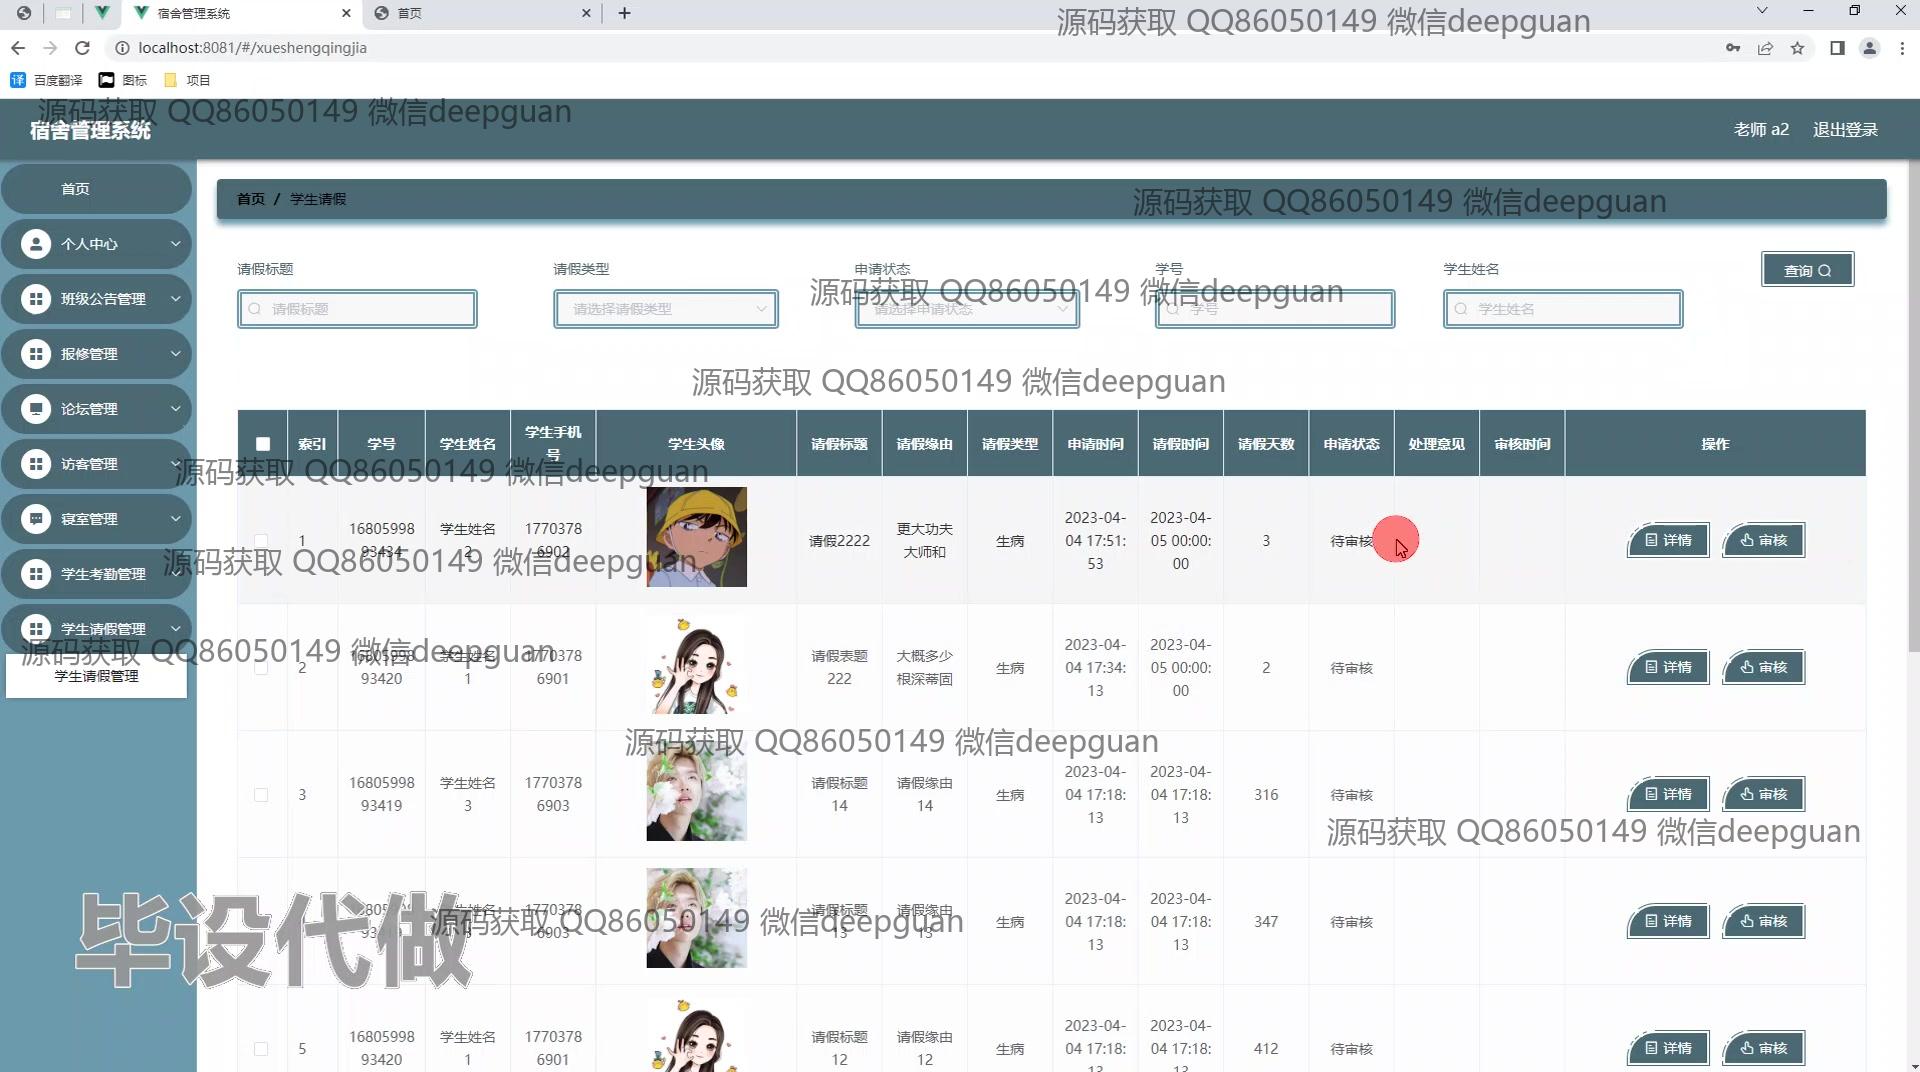 宿舍管理系统
首页
源码获取 QQ86050149 微信deepguan
localhost:8081/#/xueshengqingjia
百度翻译
图标
项目
源码获取 QQ86050149 微信deepguan
宿舍管理系统
老师 a2
退出登录
首页
个人中心
班级公告管理
报修管理
论坛管理
访客管理
寝室管理
学生考勤管理
学生请假管理
学生请假管理
首页 / 学生请假
源码获取 QQ86050149 微信deepguan
请假标题 请假类型 申请状态 学号 学生姓名 查询
请假标题 请选择请假类型 请选择申请状态 学号 学生姓名
源码获取 QQ86050149 微信deepguan
源码获取 QQ86050149 微信deepguan
索引 学号 学生姓名 学生手机号 学生头像 请假标题 请假缘由 请假类型 申请时间 请假时间 请假天数 申请状态 处理意见 审核时间 操作
源码获取 QQ86050149 微信deepguan
1 1680599893434 学生姓名2 17703786902 请假2222 更大功夫大师和 生病 2023-04-04 17:51:53 2023-04-05 00:00:00 3 待审核 详情 审核
源码获取 QQ86050149 微信deepguan
2 1680599893420 学生姓名1 17703786901 请假表题222 大概多少根深蒂固 生病 2023-04-04 17:34:13 2023-04-05 00:00:00 2 待审核 详情 审核
源码获取 QQ86050149 微信deepguan
源码获取 QQ86050149 微信deepguan
3 1680599893419 学生姓名3 17703786903 请假标题14 请假缘由14 生病 2023-04-04 17:18:13 2023-04-04 17:18:13 316 待审核 详情 审核
源码获取 QQ86050149 微信deepguan
学生姓名 17703786903 请假标题13 请假缘由13 生病 2023-04-04 17:18:13 2023-04-04 17:18:13 347 待审核 详情 审核
源码获取 QQ86050149 微信deepguan
毕设代做
5 1680599893420 学生姓名1 17703786901 请假标题12 请假缘由12 生病 2023-04-04 17:18:13 2023-04-04 17:18:13 412 待审核 详情 审核